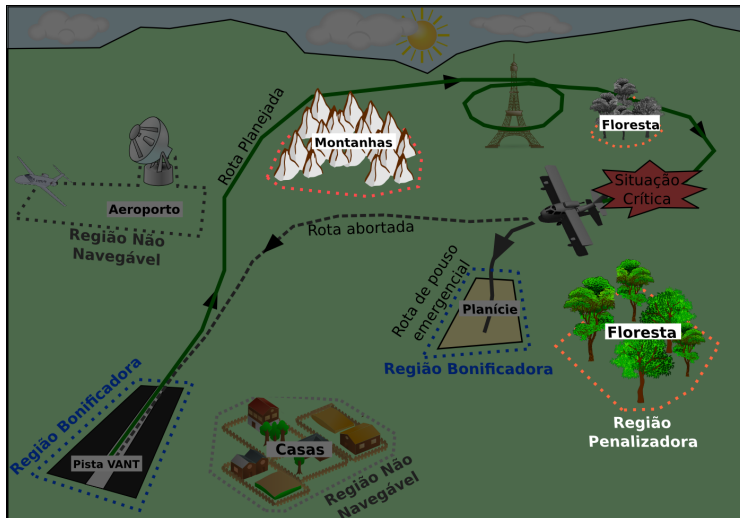 Rota Planejada
Montanhas
Floresta
Situação
Crítica
Aeroporto
Região Não
Navegável
Rota abortada
Rota de pouso
emergencial
Planície
Região Bonificadora
Floresta
Região
Penalizadora
Região Bonificadora
Pista VANT
Casas
Região Não
Navegável